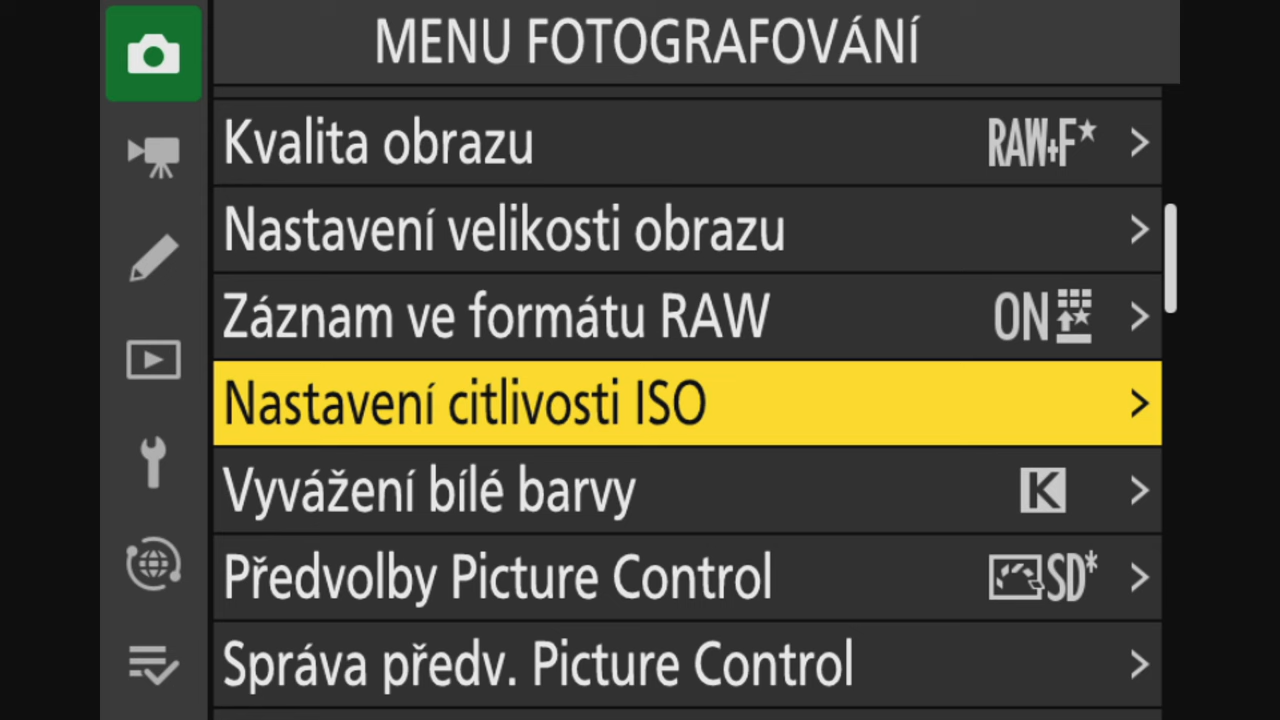 MENU FOTOGRAFOVÁNÍ
Kvalita obrazu RAW+F★
Nastavení velikosti obrazu
Záznam ve formátu RAW ON
Nastavení citlivosti ISO
Vyvážení bílé barvy K
Předvolby Picture Control SD*
Správa předv. Picture Control